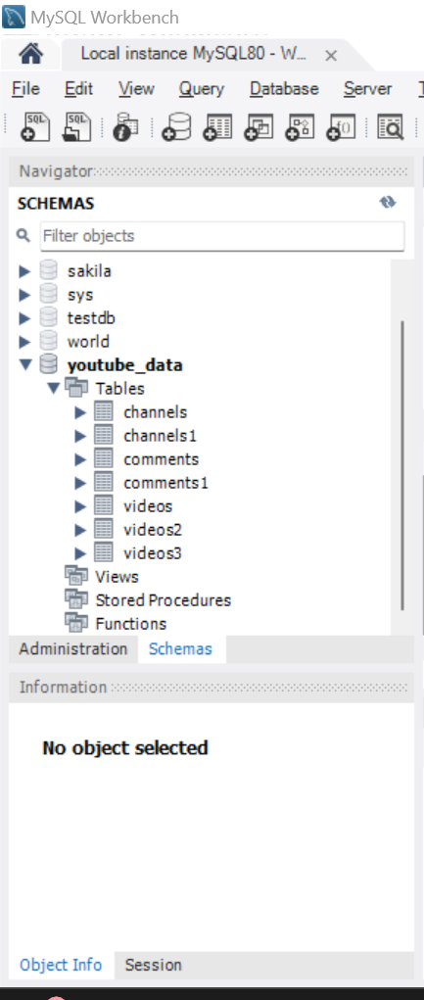 MySQL Workbench
Local instance MySQL80 - W...
File Edit View Query Database Server
Navigator
SCHEMAS
Filter objects
sakila
sys
testdb
world
youtube_data
Tables
channels
channels1
comments
comments1
videos
videos2
videos3
Views
Stored Procedures
Functions
Administration Schemas
Information
No object selected
Object Info Session